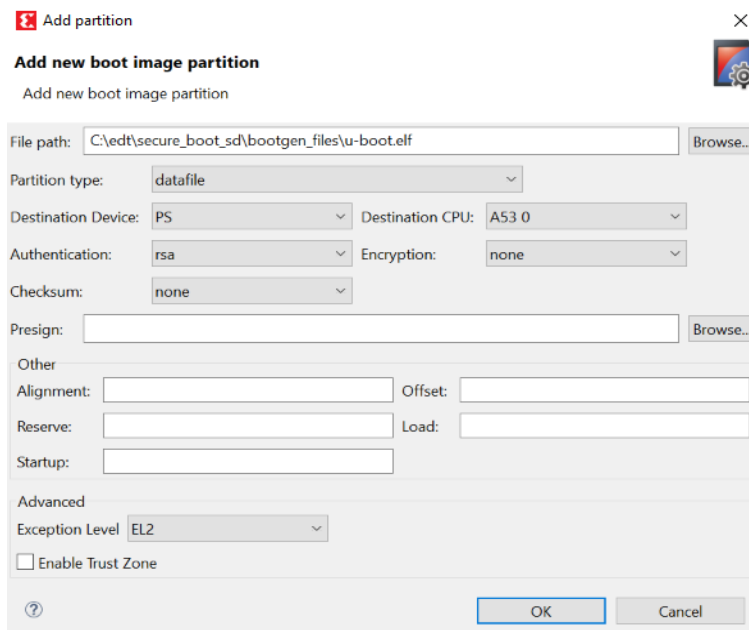 Add partition
Add new boot image partition
Add new boot image partition
File path: C:\edt\secure_boot_sd\bootgen_files\u-boot.elf Browse...
Partition type: datafile
Destination Device: PS Destination CPU: A53 0
Authentication: rsa Encryption: none
Checksum: none
Presign: Browse...
Other
Alignment: Offset:
Reserve: Load:
Startup:
Advanced
Exception Level EL2
Enable Trust Zone
OK Cancel